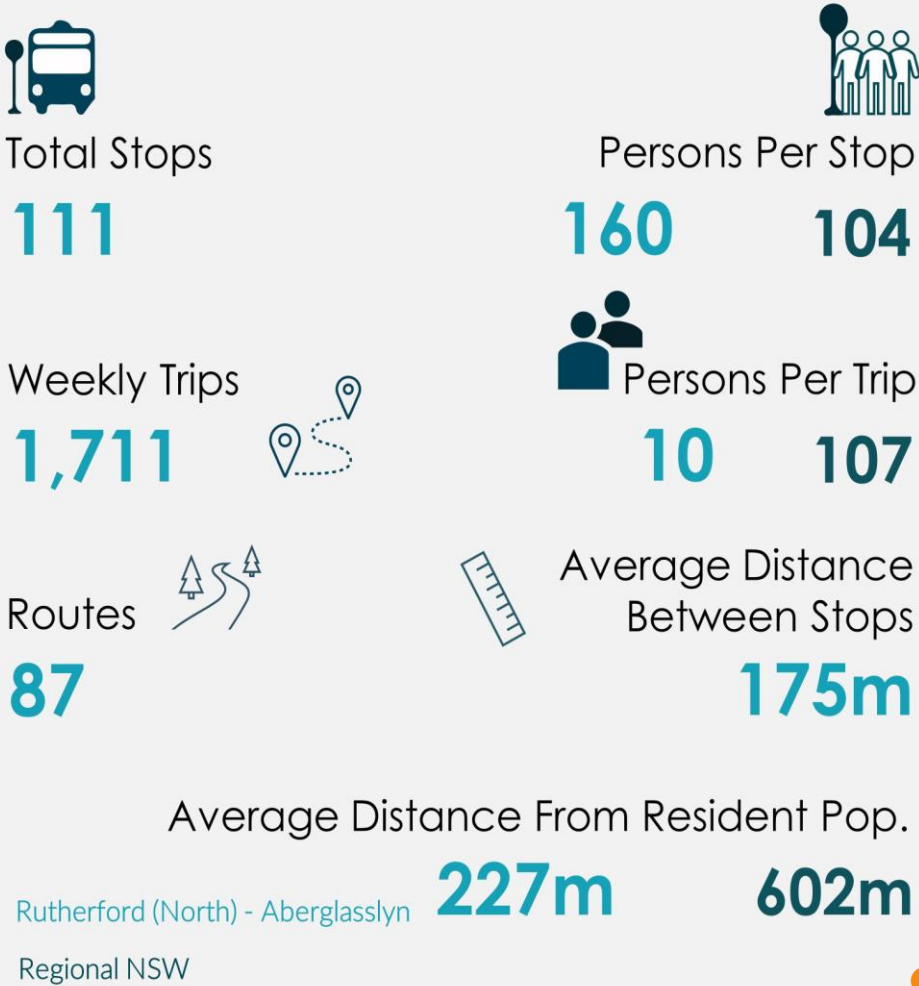 Total Stops
111
Persons Per Stop
160 104
Weekly Trips
1,711
Persons Per Trip
10 107
Routes
87
Average Distance
Between Stops
175m
Average Distance From Resident Pop.
227m 602m
Rutherford (North) - Aberglasslyn
Regional NSW